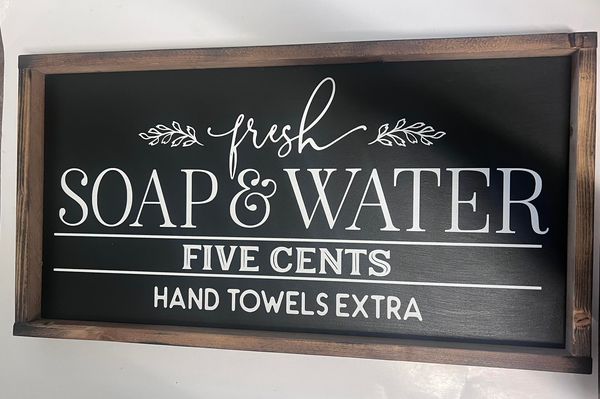 fresh
SOAP & WATER
FIVE CENTS
HAND TOWELS EXTRA